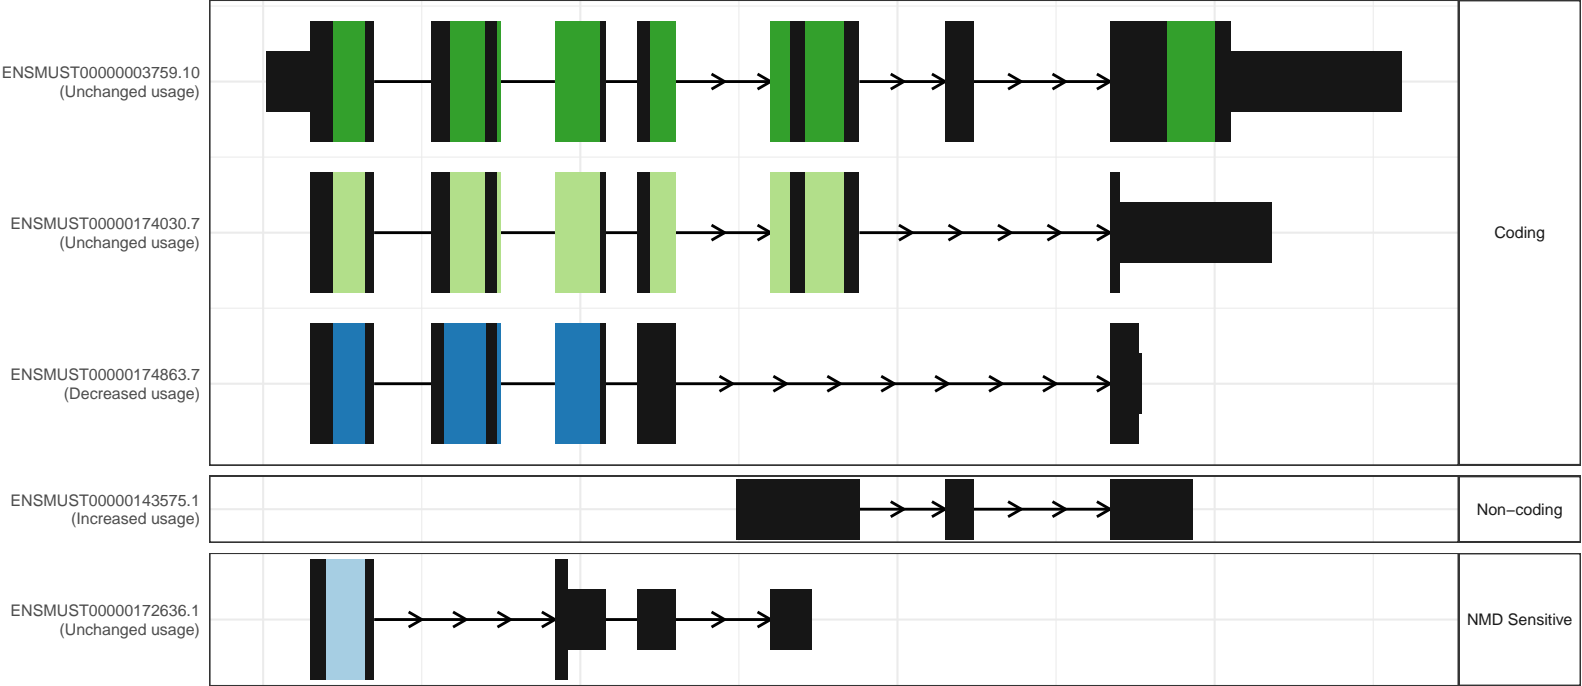 ENSMUST00000003759.10
(Unchanged usage)
ENSMUST00000174030.7
(Unchanged usage)
Coding
ENSMUST00000174863.7
(Decreased usage)
ENSMUST00000143575.1
(Increased usage)
Non−coding
ENSMUST00000172636.1
(Unchanged usage)
NMD Sensitive